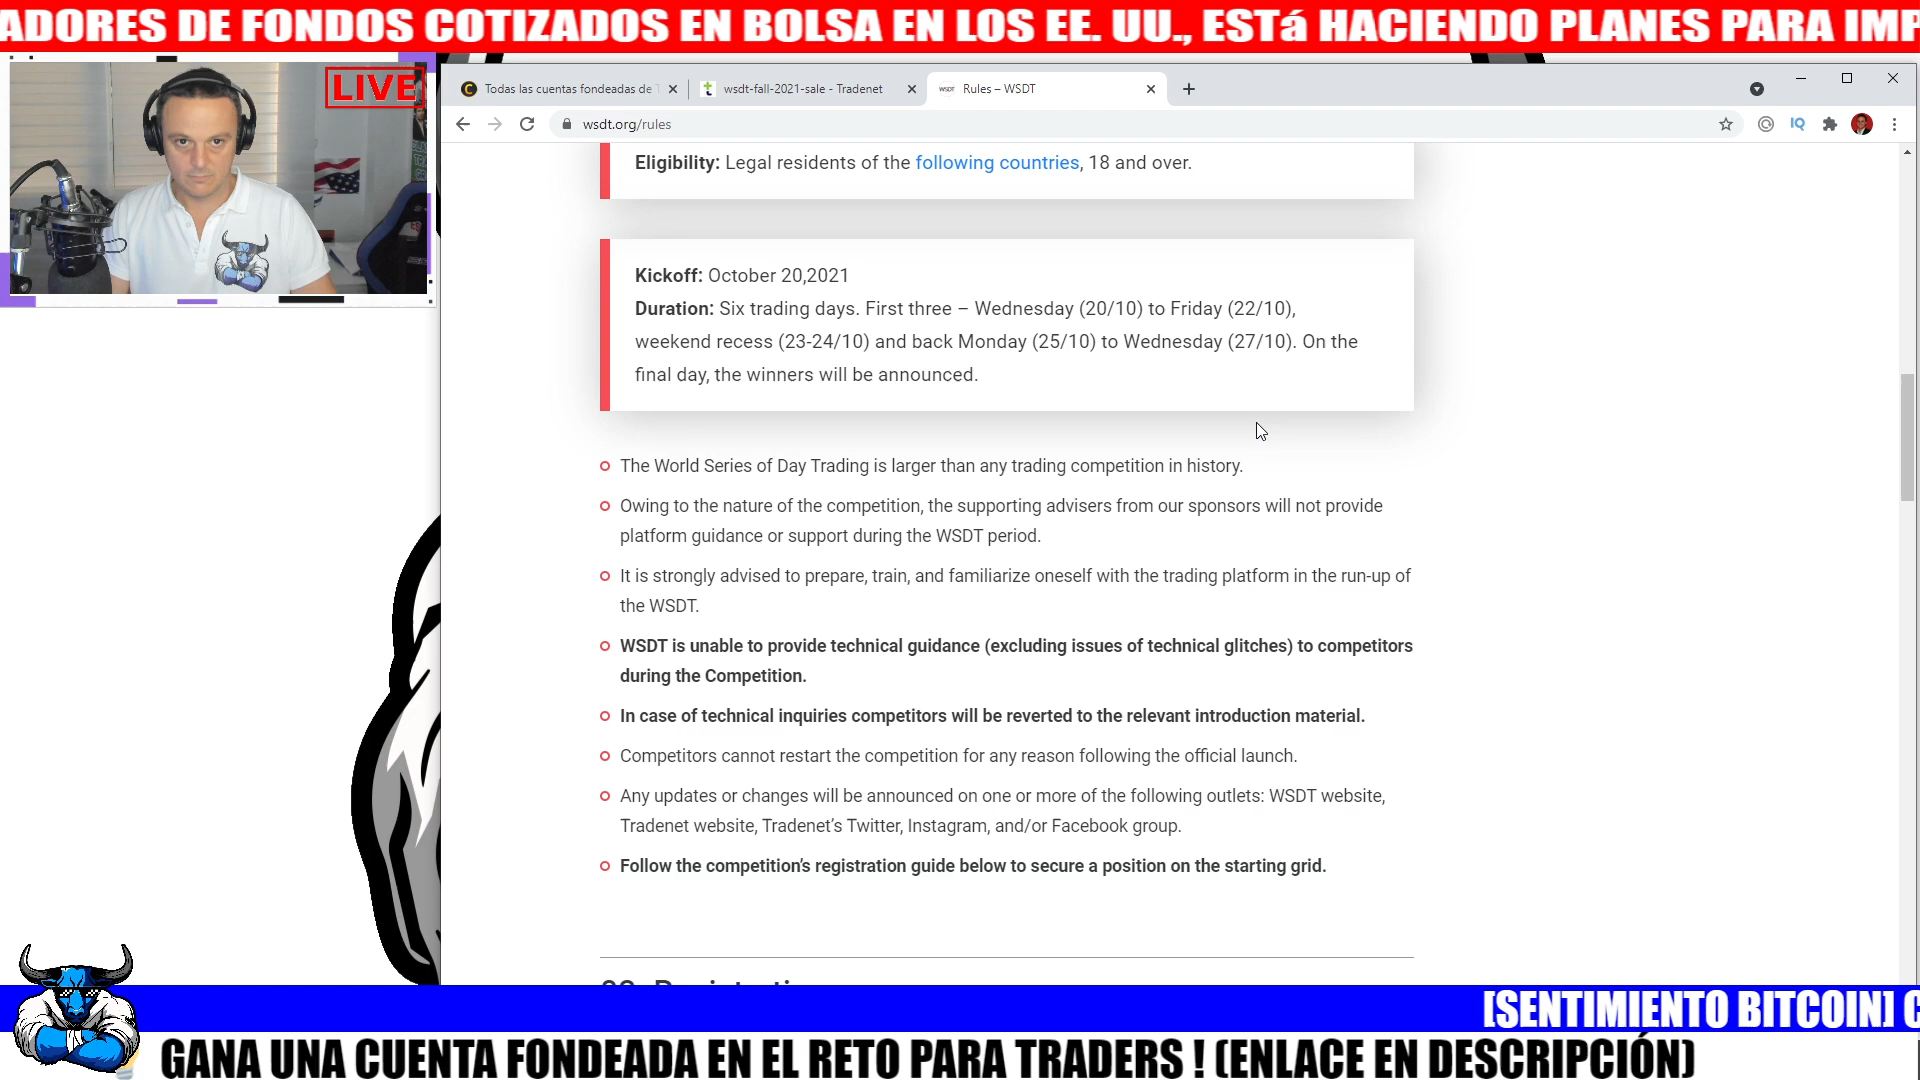 ADORES DE FONDOS COTIZADOS EN BOLSA EN LOS EE. UU., ESTá HACIENDO PLANES PARA IMP
LIVE
Todas las cuentas fondeadas de
wsdt-fall-2021-sale - Tradenet
WSDT
Rules – WSDT
wsdt.org/rules
IQ
Eligibility: Legal residents of the following countries, 18 and over.
Kickoff: October 20,2021
Duration: Six trading days. First three – Wednesday (20/10) to Friday (22/10),
weekend recess (23-24/10) and back Monday (25/10) to Wednesday (27/10). On the
final day, the winners will be announced.
The World Series of Day Trading is larger than any trading competition in history.
Owing to the nature of the competition, the supporting advisers from our sponsors will not provide
platform guidance or support during the WSDT period.
It is strongly advised to prepare, train, and familiarize oneself with the trading platform in the run-up of
the WSDT.
WSDT is unable to provide technical guidance (excluding issues of technical glitches) to competitors
during the Competition.
In case of technical inquiries competitors will be reverted to the relevant introduction material.
Competitors cannot restart the competition for any reason following the official launch.
Any updates or changes will be announced on one or more of the following outlets: WSDT website,
Tradenet website, Tradenet’s Twitter, Instagram, and/or Facebook group.
Follow the competition’s registration guide below to secure a position on the starting grid.
[SENTIMIENTO BITCOIN] C
GANA UNA CUENTA FONDEADA EN EL RETO PARA TRADERS ! (ENLACE EN DESCRIPCIÓN)